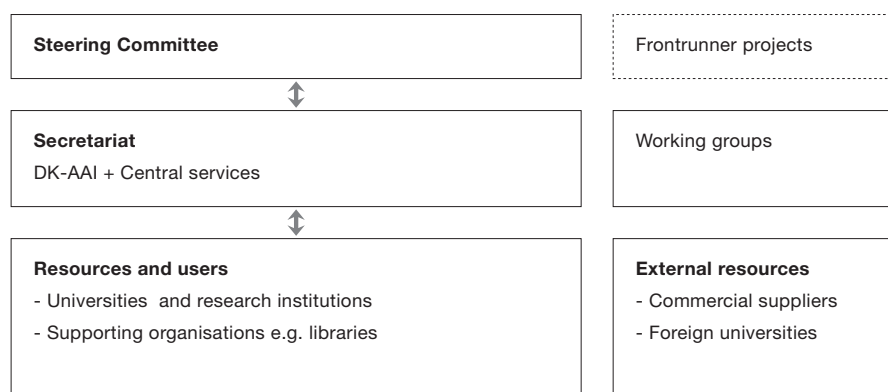 Steering Committee
Frontrunner projects
Secretariat
DK-AAI + Central services
Working groups
Resources and users
- Universities  and research institutions
- Supporting organisations e.g. libraries
External resources
- Commercial suppliers
- Foreign universities